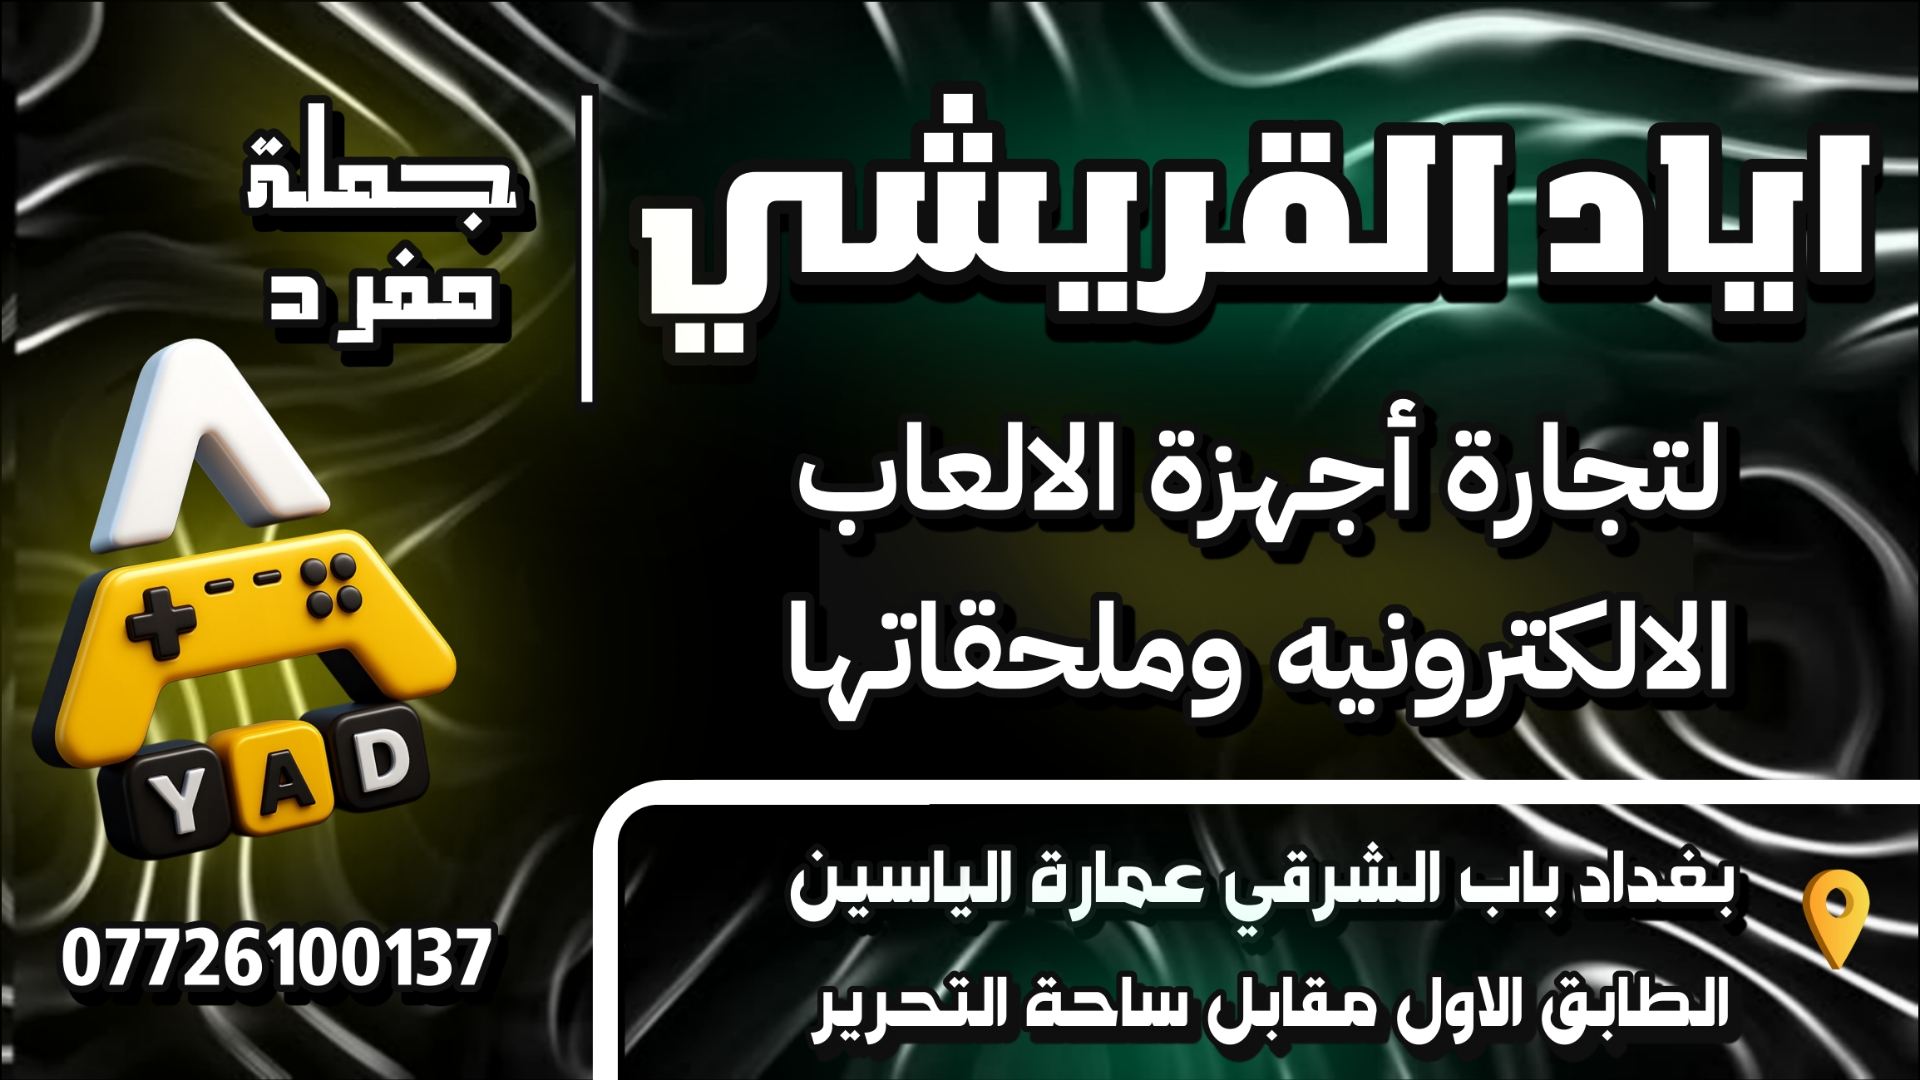 اياد القريشي
جملة
مفرد
لتجارة أجهزة الالعاب
الالكترونيه وملحقاتها
YAD
07726100137
بغداد باب الشرقي عمارة الياسين
الطابق الاول مقابل ساحة التحرير